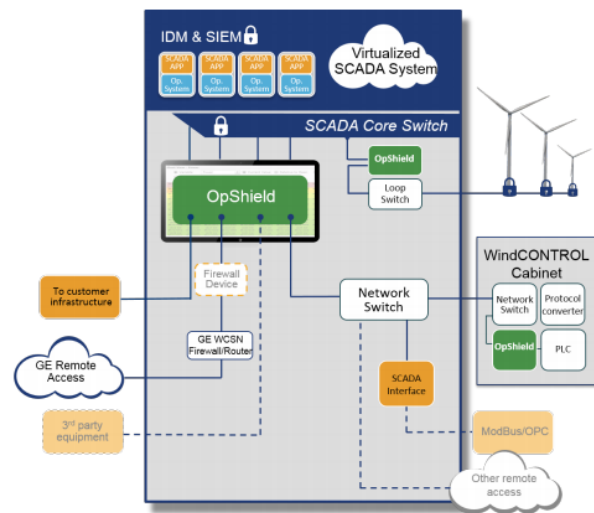 IDM & SIEM
Virtualized
SCADA System
SCADA
APP
SCADA
APP
SCADA
APP
SCADA
APP
Op.
System
Op.
System
Op.
System
Op.
System
SCADA Core Switch
OpShield
OpShield
Loop
Switch
Firewall
Device
To customer
infrastructure
GE WCSN
Firewall/Router
GE Remote
Access
3rd party
equipment
Network
Switch
WindCONTROL
Cabinet
Network
Switch
Protocol
converter
OpShield
PLC
SCADA
Interface
ModBus/OPC
Other remote
access